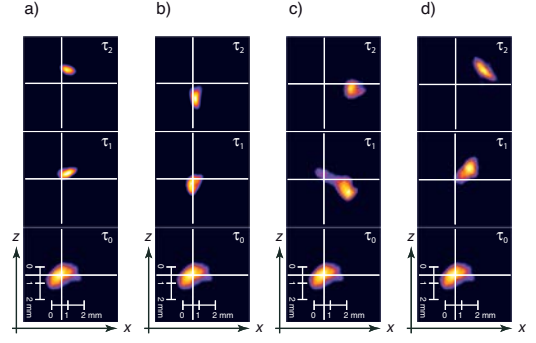 a) b) c) d)
τ2 τ2 τ2 τ2
τ1 τ1 τ1 τ1
z z z z
τ0 τ0 τ0 τ0
0 0 0 0
1 1 1 1
2 mm 2 mm 2 mm 2 mm
0 1 2 mm 0 1 2 mm 0 1 2 mm 0 1 2 mm
x x x x